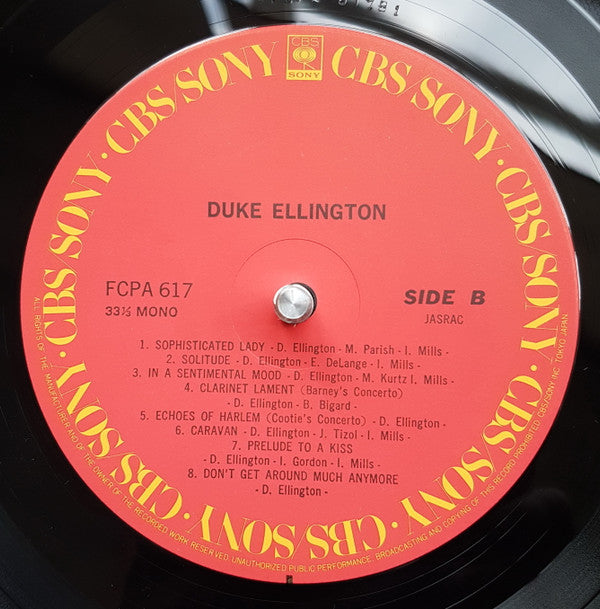 CBS
SONY
CBS/SONY · CBS/SONY · CBS/SONY · CBS/SONY · CBS/SONY · CBS/SONY · CBS/SONY · CBS/SONY
DUKE ELLINGTON
FCPA 617
33⅓ MONO
SIDE B
JASRAC
1. SOPHISTICATED LADY - D. Ellington - M. Parish - I. Mills -
2. SOLITUDE - D. Ellington - E. DeLange - I. Mills -
3. IN A SENTIMENTAL MOOD - D. Ellington - M. Kurtz I. Mills -
4. CLARINET LAMENT (Barney's Concerto)
- D. Ellington - B. Bigard -
5. ECHOES OF HARLEM (Cootie's Concerto) - D. Ellington -
6. CARAVAN - D. Ellington - J. Tizol - I. Mills -
7. PRELUDE TO A KISS
- D. Ellington - I. Gordon - I. Mills -
8. DON'T GET AROUND MUCH ANYMORE
- D. Ellington -
ALL RIGHTS OF THE MANUFACTURER AND OF THE OWNER OF THE RECORDED WORK RESERVED. UNAUTHORIZED PUBLIC PERFORMANCE, BROADCASTING AND COPYING OF THIS RECORD PROHIBITED. CBS/SONY INC. TOKYO JAPAN